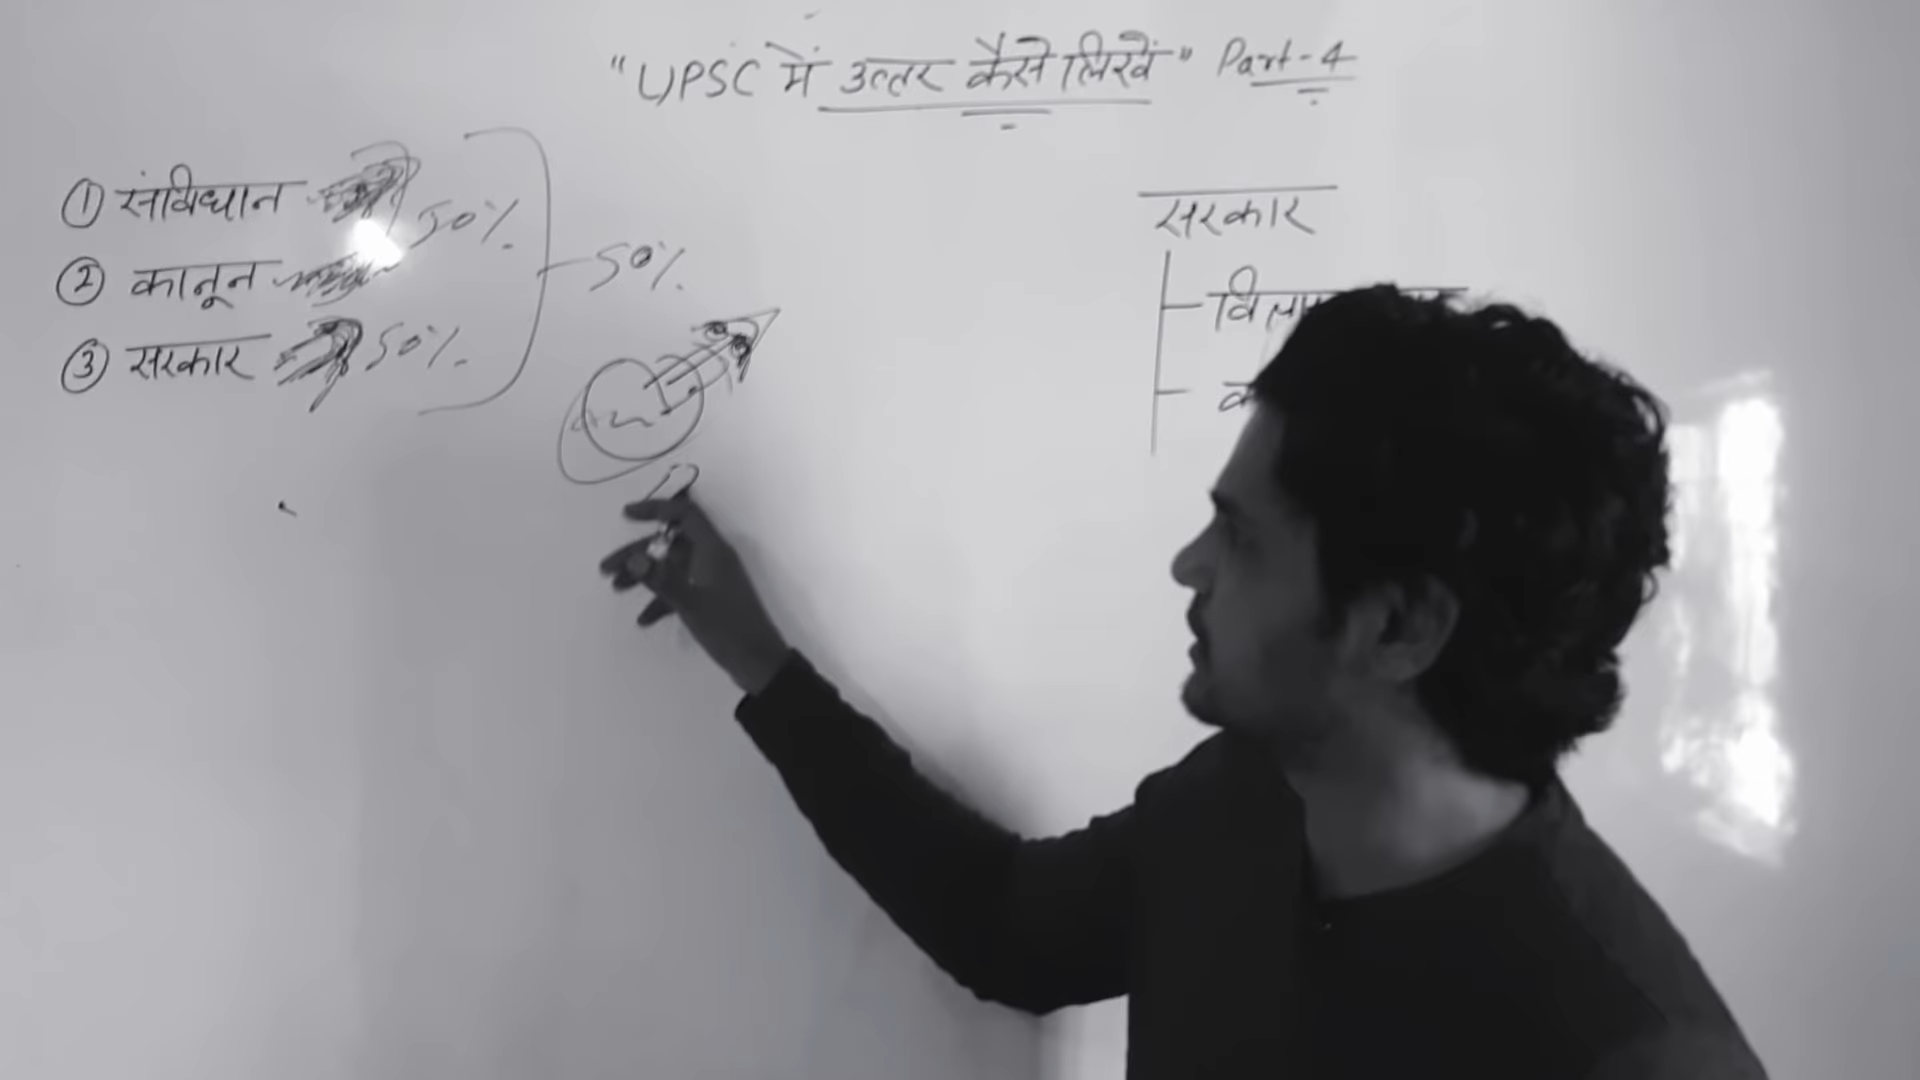 "UPSC में उत्तर कैसे लिखें" Part-4
① संविधान
50%
② कानून
③ सरकार 50%.
50%.
सरकार